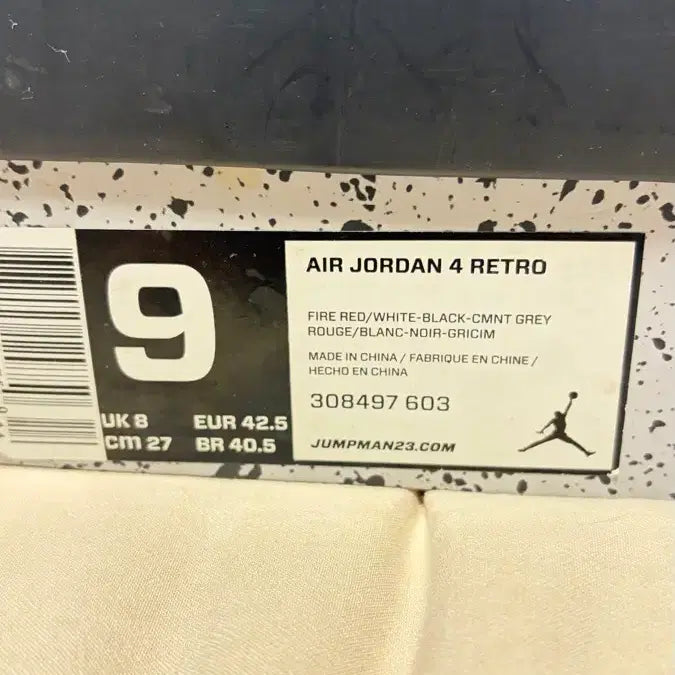 9
UK 8 EUR 42.5
cm 27 BR 40.5
AIR JORDAN 4 RETRO
FIRE RED/WHITE-BLACK-CMNT GREY
ROUGE/BLANC-NOIR-GRICIM
MADE IN CHINA / FABRIQUE EN CHINE /
HECHO EN CHINA
308497 603
JUMPMAN23.COM